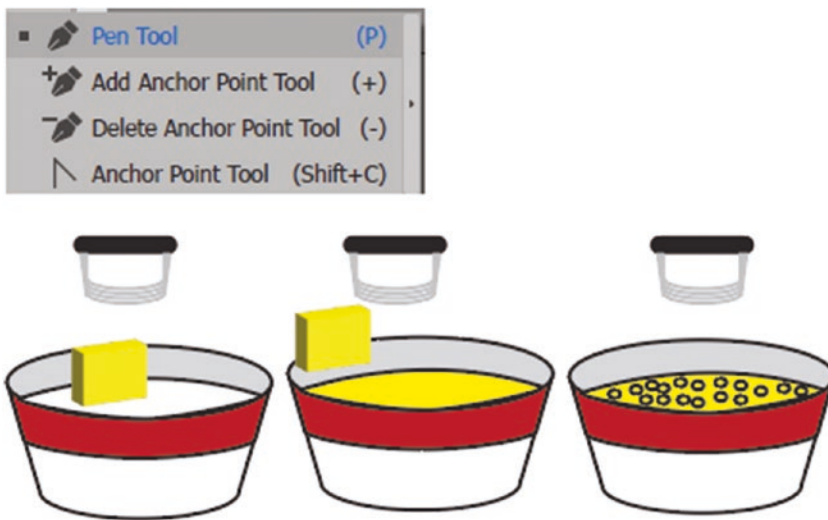 Pen Tool (P)
Add Anchor Point Tool (+)
Delete Anchor Point Tool (-)
Anchor Point Tool (Shift+C)